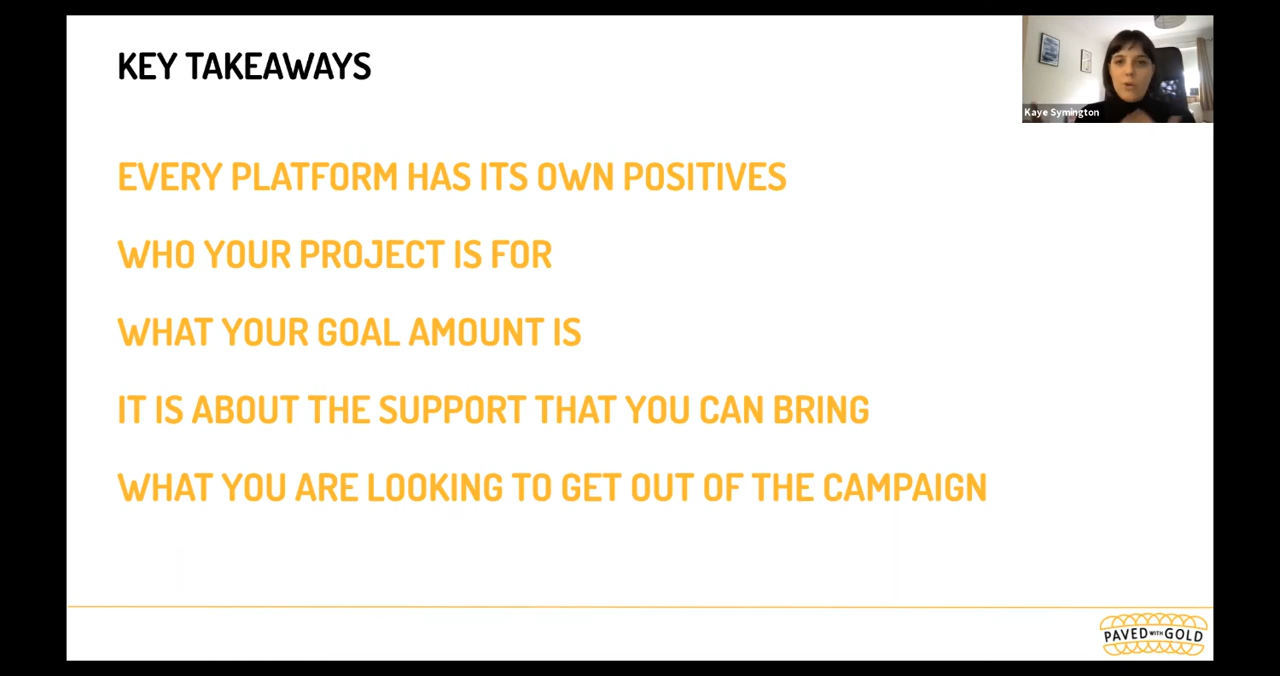 KEY TAKEAWAYS
Kaye Symington
EVERY PLATFORM HAS ITS OWN POSITIVES
WHO YOUR PROJECT IS FOR
WHAT YOUR GOAL AMOUNT IS
IT IS ABOUT THE SUPPORT THAT YOU CAN BRING
WHAT YOU ARE LOOKING TO GET OUT OF THE CAMPAIGN
PAVED WITH GOLD